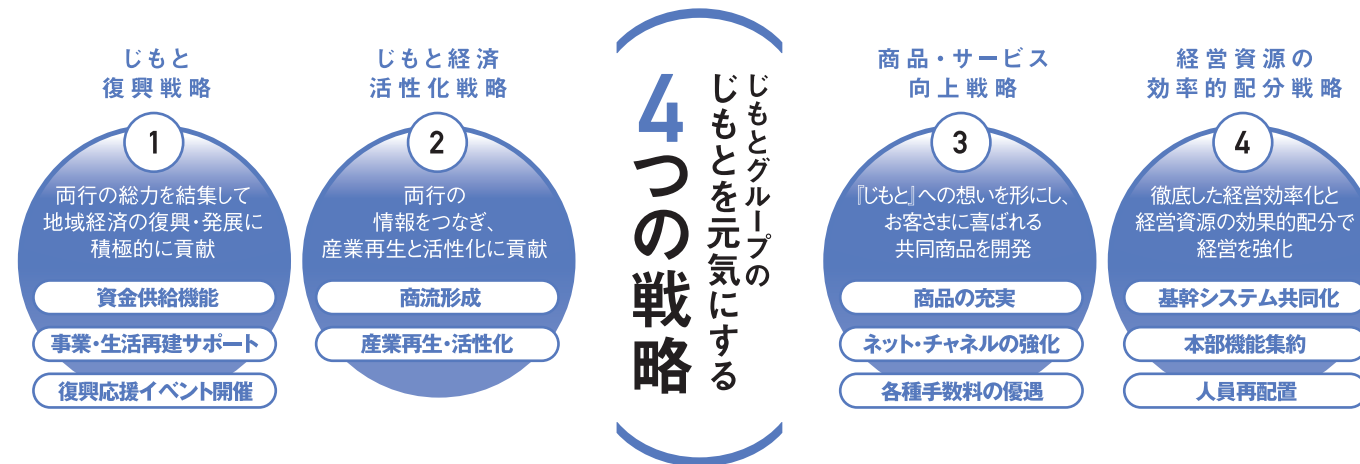 じもと
復興戦略
1
両行の総力を結集して
地域経済の復興・発展に
積極的に貢献
資金供給機能
事業・生活再建サポート
復興応援イベント開催
じもと経済
活性化戦略
2
両行の
情報をつなぎ、
産業再生と活性化に貢献
商流形成
産業再生・活性化
じもとグループの
じもとを元気にする
4つの戦略
商品・サービス
向上戦略
3
『じもと』への想いを形にし、
お客さまに喜ばれる
共同商品を開発
商品の充実
ネット・チャネルの強化
各種手数料の優遇
経営資源の
効率的配分戦略
4
徹底した経営効率化と
経営資源の効果的配分で
経営を強化
基幹システム共同化
本部機能集約
人員再配置